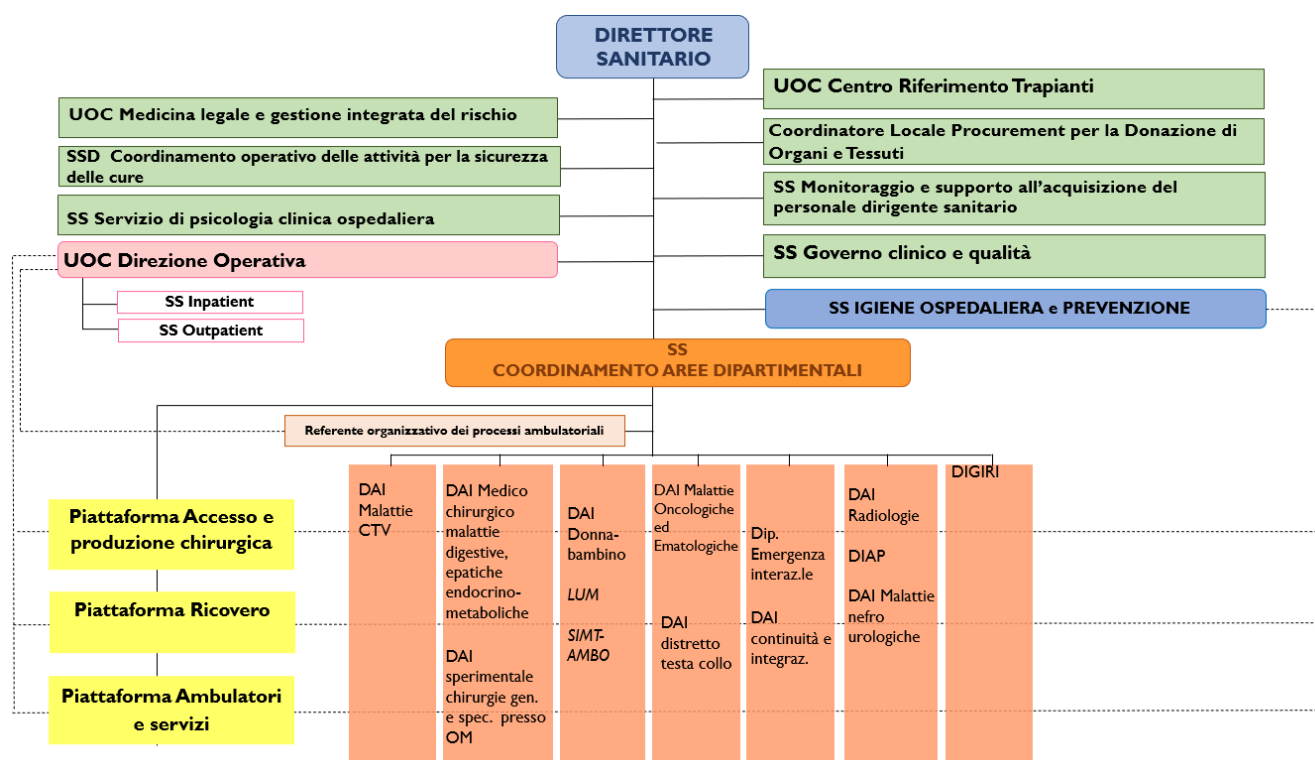 DIRETTORE
SANITARIO
UOC Medicina legale e gestione integrata del rischio
SSD Coordinamento operativo delle attività per la sicurezza
delle cure
SS Servizio di psicologia clinica ospedaliera
UOC Direzione Operativa
SS Inpatient
SS Outpatient
UOC Centro Riferimento Trapianti
Coordinatore Locale Procurement per la Donazione di
Organi e Tessuti
SS Monitoraggio e supporto all'acquisizione del
personale dirigente sanitario
SS Governo clinico e qualità
SS IGIENE OSPEDALIERA e PREVENZIONE
SS
COORDINAMENTO AREE DIPARTIMENTALI
Referente organizzativo dei processi ambulatoriali
Piattaforma Accesso e
produzione chirurgica
Piattaforma Ricovero
Piattaforma Ambulatori
e servizi
DAI
Malattie
CTV
DAI Medico
chirurgico
malattie
digestive,
epatiche
endocrino-
metaboliche
DAI
sperimentale
chirurgie gen.
e spec. presso
OM
DAI
Donna-
bambino
LUM
SIMT-
AMBO
DAI Malattie
Oncologiche
ed
Ematologiche
DAI
distretto
testa collo
Dip.
Emergenza
interaz.le
DAI
continuità e
integraz.
DAI
Radiologie
DIAP
DAI Malattie
nefro
urologiche
DIGIRI